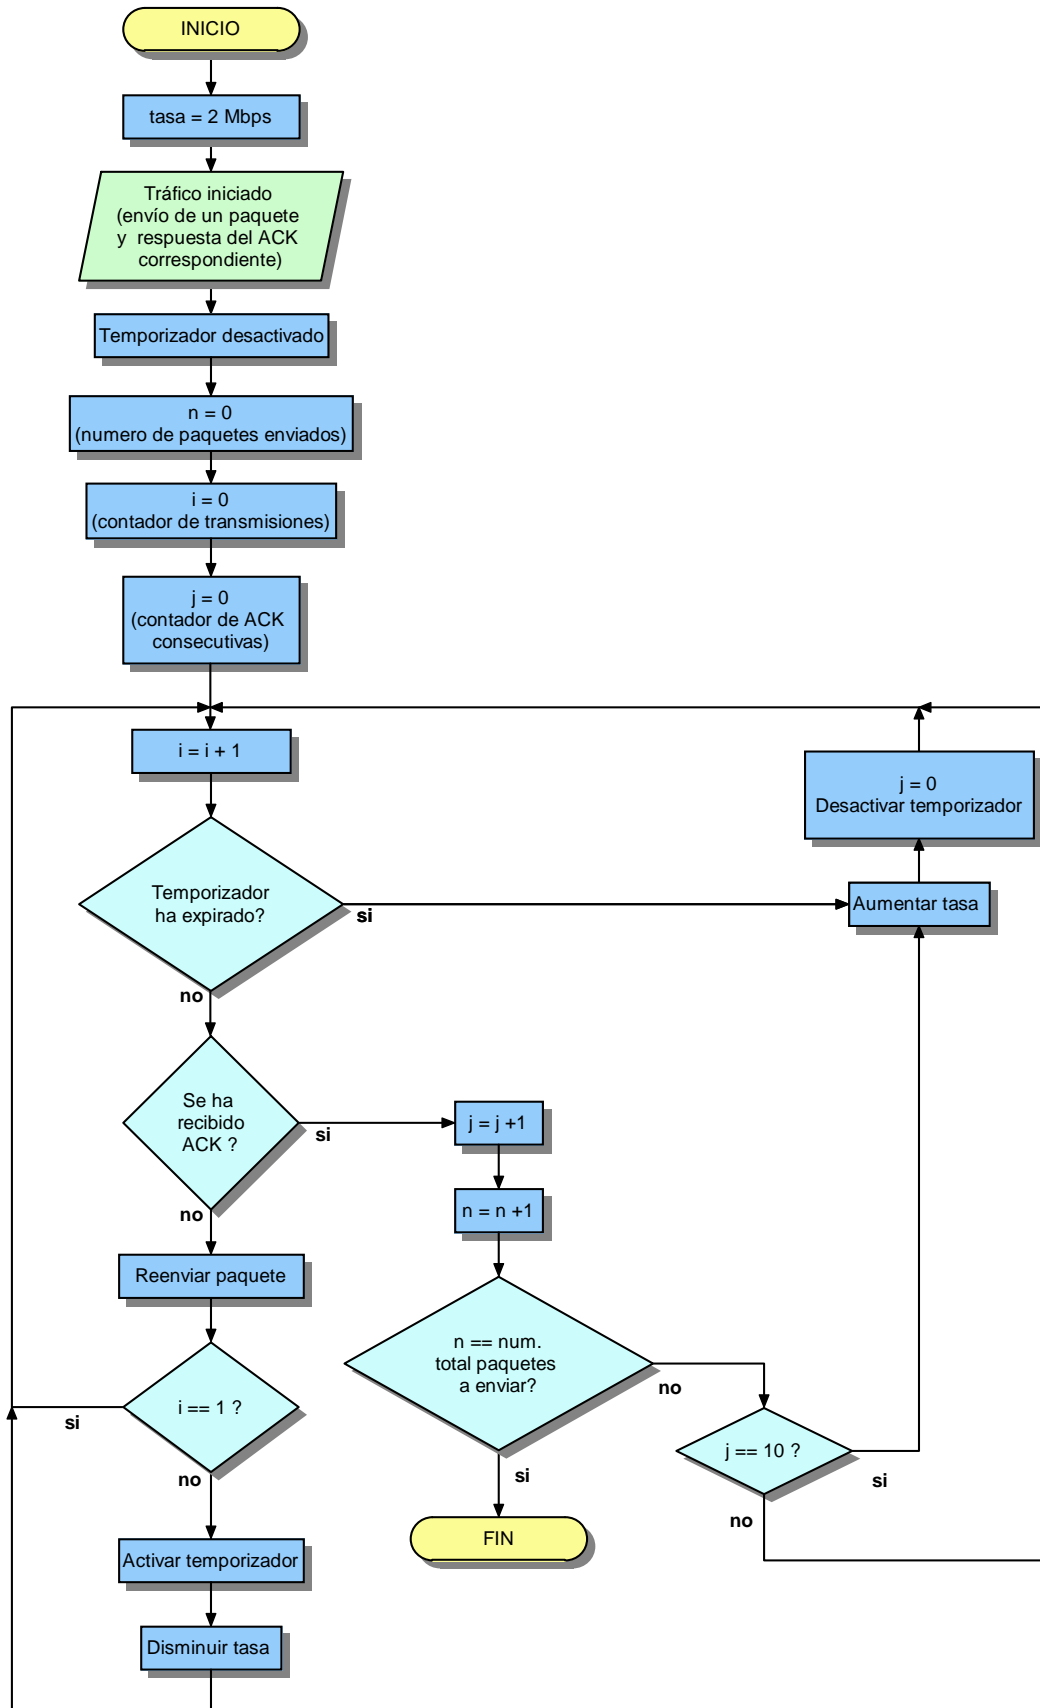 INICIO
tasa = 2 Mbps
Tráfico iniciado
(envío de un paquete
y respuesta del ACK
correspondiente)
Temporizador desactivado
n = 0
(numero de paquetes enviados)
i = 0
(contador de transmisiones)
j = 0
(contador de ACK
consecutivas)
i = i + 1
j = 0
Desactivar temporizador
Temporizador
ha expirado?
si
Aumentar tasa
no
Se ha
recibido
ACK ?
si
j = j +1
no
n = n +1
Reenviar paquete
n == num.
total paquetes
a enviar?
no
i == 1 ?
si
j == 10 ?
si
no
si
no
FIN
Activar temporizador
Disminuir tasa